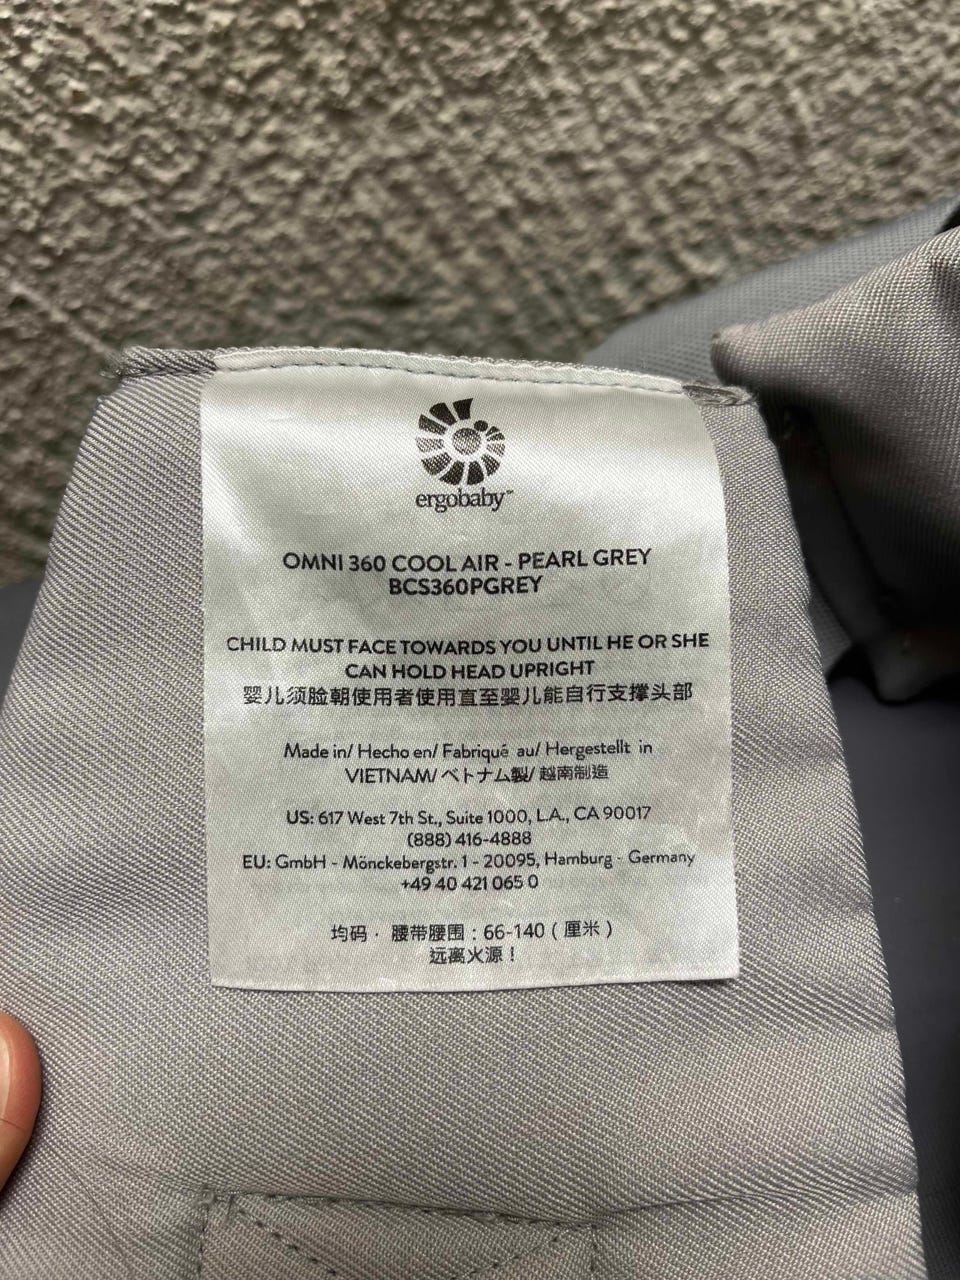 ergobaby™
OMNI 360 COOL AIR - PEARL GREY
BCS360PGREY
CHILD MUST FACE TOWARDS YOU UNTIL HE OR SHE
CAN HOLD HEAD UPRIGHT
婴儿须脸朝使用者使用直至婴儿能自行支撑头部
Made in/ Hecho en/ Fabriqué au/ Hergestellt in
VIETNAM/ ベトナム製/ 越南制造
US: 617 West 7th St., Suite 1000, L.A., CA 90017
(888) 416-4888
EU: GmbH - Mönckebergstr. 1 - 20095, Hamburg - Germany
+49 40 421 065 0
均码· 腰带腰围：66-140（厘米）
远离火源！